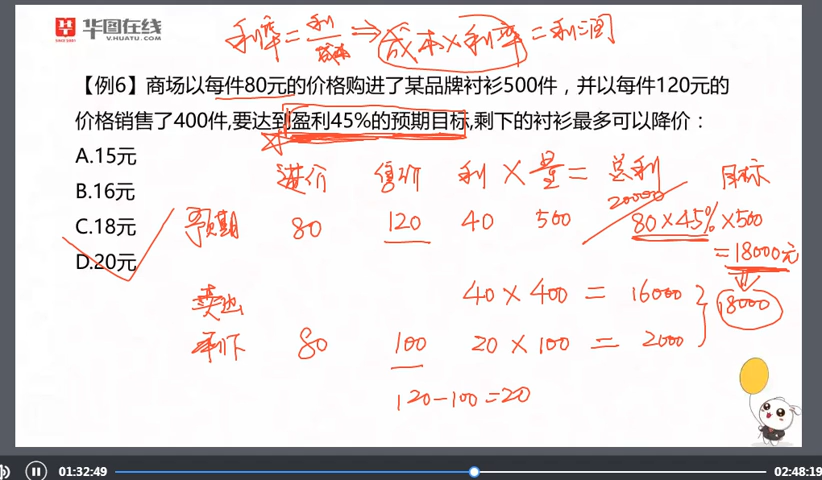 华图在线
V.HUATU.COM
利率=利/成本⇒成本×利率=利润
【例6】商场以每件80元的价格购进了某品牌衬衫500件，并以每件120元的
价格销售了400件,要达到盈利45%的预期目标,剩下的衬衫最多可以降价：
A.15元
B.16元
C.18元
D.20元
进价 售价 利×量=总利 目标
20000
预期 80 120 40 500 80×45%×500
=18000元
卖出 40×400=16000
18000
剩下 80 100 20×100=2000
120-100=20
01:32:49
02:48:19